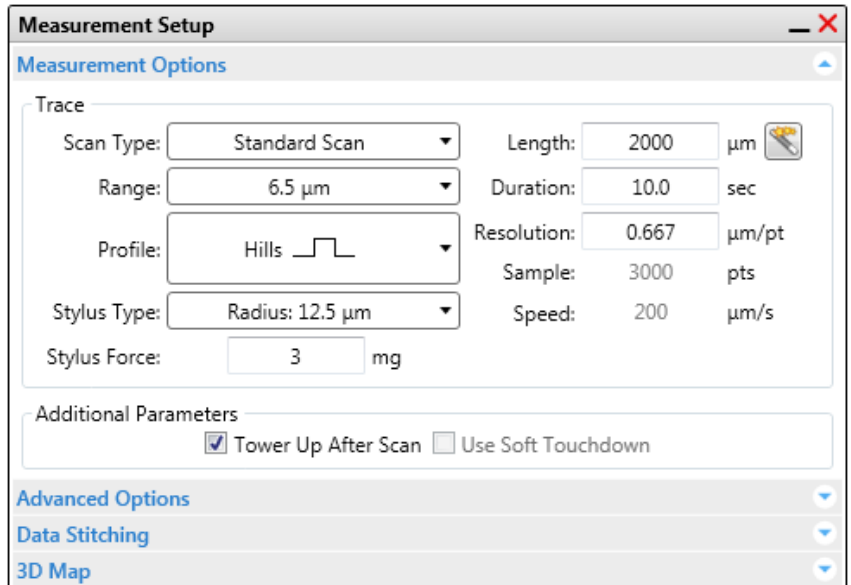 Measurement Setup
Measurement Options
Trace
Scan Type: Standard Scan Length: 2000 μm
Range: 6.5 μm Duration: 10.0 sec
Profile: Hills Resolution: 0.667 μm/pt
Sample: 3000 pts
Stylus Type: Radius: 12.5 μm Speed: 200 μm/s
Stylus Force: 3 mg
Additional Parameters
Tower Up After Scan Use Soft Touchdown
Advanced Options
Data Stitching
3D Map